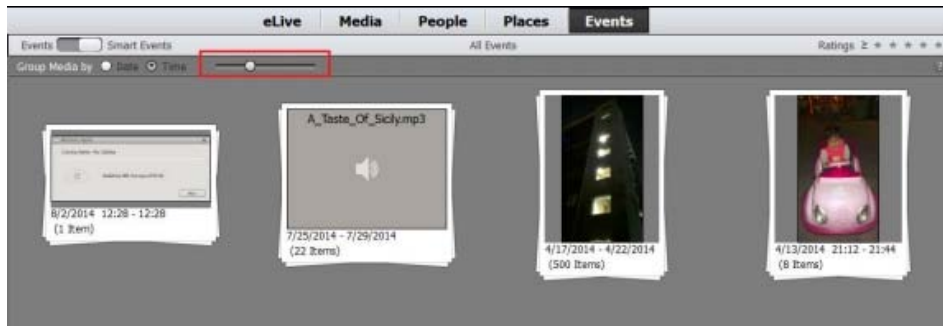 eLive Media People Places Events
Events Smart Events All Events Ratings ≥
Group Media by Date Time
A_Taste_Of_Sicily.mp3
8/2/2014 12:28 - 12:28
(1 Item)
7/25/2014 - 7/29/2014
(22 Items)
4/17/2014 - 4/22/2014
(500 Items)
4/13/2014 21:12 - 21:44
(8 Items)